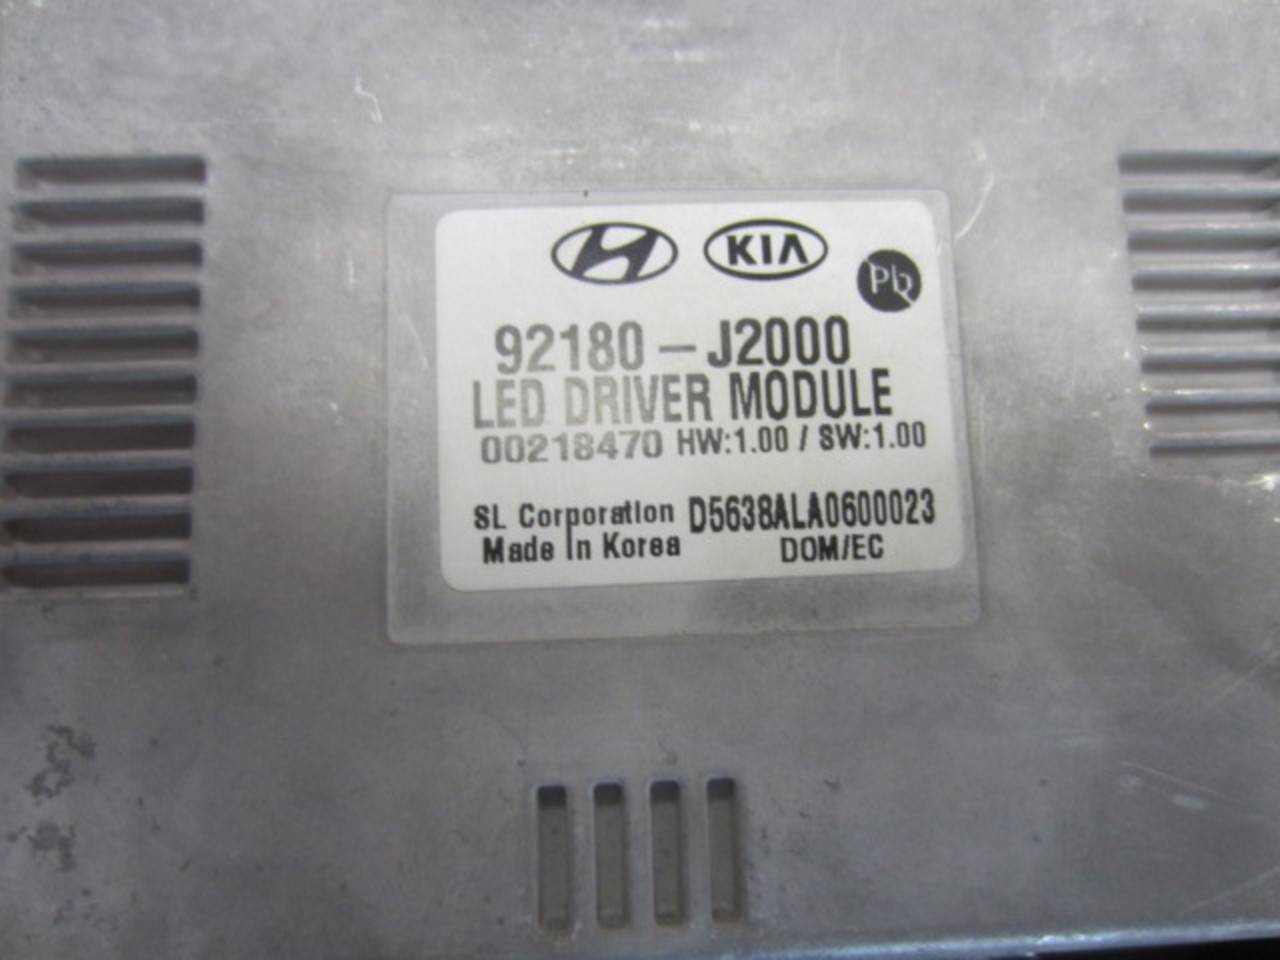 KIA
Pb
92180-J2000
LED DRIVER MODULE
00218470 HW:1.00 / SW:1.00
SL Corporation D5638ALA0600023
Made In Korea DOM/EC